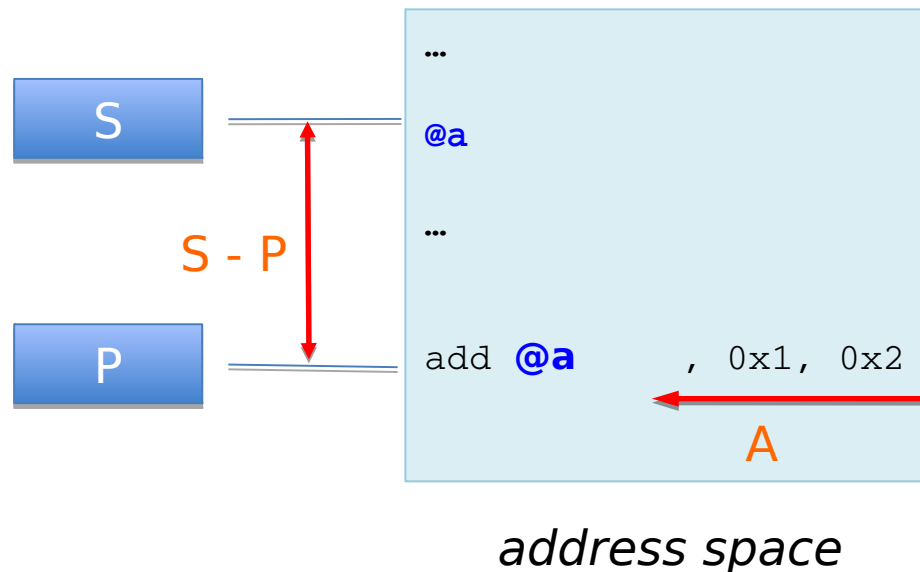 …
S
@a
…
S - P
P
add @a , 0x1, 0x2
A
address space